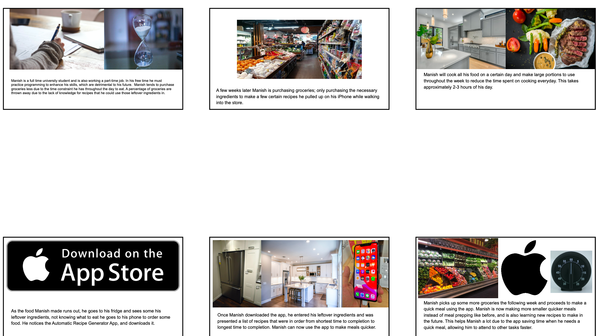 Manish is a full time university student and is also working a part-time job. In his free time he must
practice programming to enhance his skills, which are detrimental to his future. Manish tends to purchase
groceries less due to the time constraint he has throughout the day to eat. A percentage of groceries are
thrown away due to the lack of knowledge for recipes that he could use those leftover ingredients in.
A few weeks later Manish is purchasing groceries; only purchasing the necessary
ingredients to make a few certain recipes he pulled up on his iPhone while walking
into the store.
Manish will cook all his food on a certain day and make large portions to use
throughout the week to reduce the time spent on cooking everyday. This takes
approximately 2-3 hours of his day.
Download on the
App Store
As the food Manish made runs out, he goes to his fridge and sees some his
leftover ingredients, not knowing what to eat he goes to his phone to order some
food. He notices the Automatic Recipe Generator App, and downloads it.
Once Manish downloaded the app, he entered his leftover ingredients and was
presented a list of recipes that were in order from shortest time to completion to
longest time to completion. Manish can now use the app to make meals quicker.
Manish picks up some more groceries the following week and proceeds to make a
quick meal using the app. Manish is now making more smaller quicker meals
instead of meal prepping like before, and is also learning new recipes to make in
the future. This helps Manish a lot due to the app saving time when he needs a
quick meal, allowing him to attend to other tasks faster.